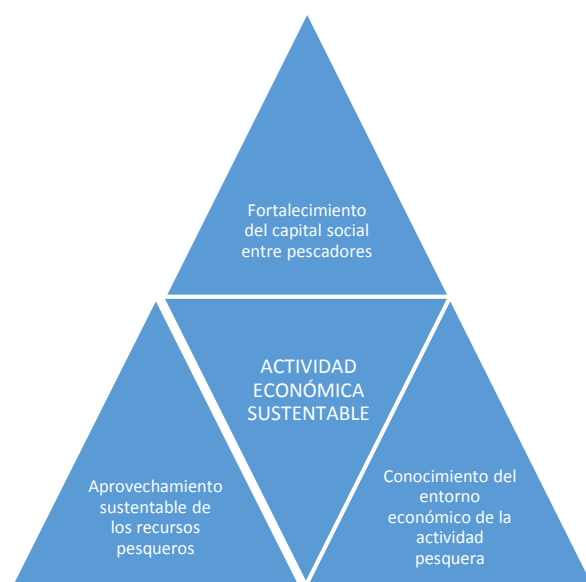 Fortalecimiento
del capital social
entre pescadores
ACTIVIDAD
ECONÓMICA
SUSTENTABLE
Aprovechamiento
sustentable de
los recursos
pesqueros
Conocimiento del
entorno
económico de la
actividad
pesquera